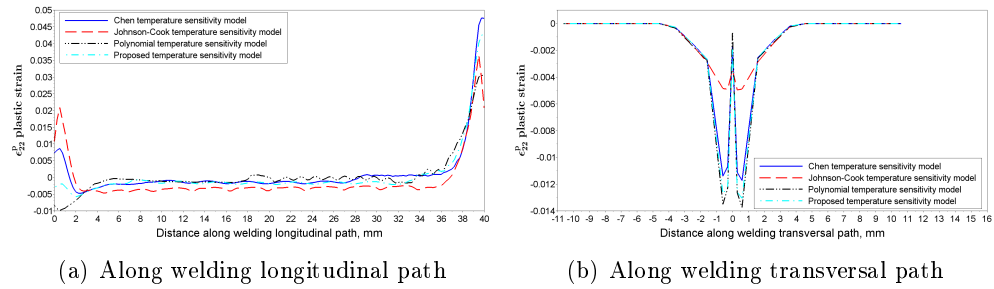 0.05
0.045
0.04
0.035
0.03
0.025
0.02
0.015
0.01
0.005
0
-0.005
-0.01
ϵ₂₂ᵖ plastic strain
Chen temperature sensitivity model
Johnson-Cook temperature sensitivity model
Polynomial temperature sensitivity model
Proposed temperature sensitivity model
2 4 6 8 10 12 14 16 18 20 22 24 26 28 30 32 34 36 38 40
Distance along welding longitudinal path, mm
(a) Along welding longitudinal path
0
-0.002
-0.004
-0.006
-0.008
-0.01
-0.012
-0.014
ϵ₂₂ᵖ plastic strain
Chen temperature sensitivity model
Johnson-Cook temperature sensitivity model
Polynomial temperature sensitivity model
Proposed temperature sensitivity model
-11 -10 -9 -8 -7 -6 -5 -4 -3 -2 -1 0 1 2 3 4 5 6 7 8 9 10 11 12 13 14 15 16
Distance along welding transversal path, mm
(b) Along welding transversal path